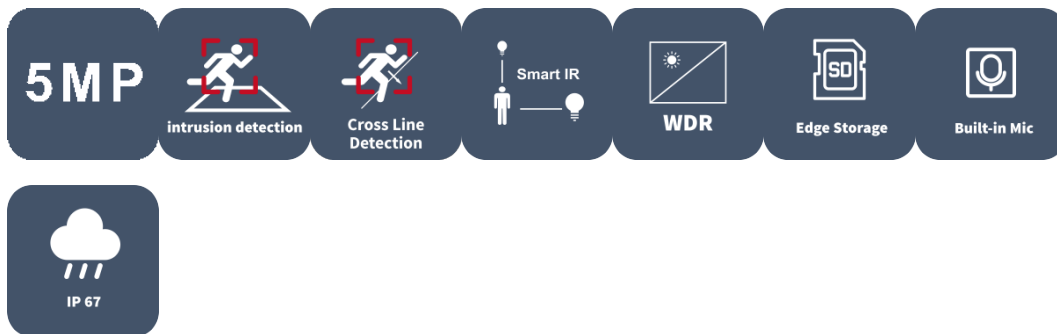 5MP
intrusion detection
Cross Line
Detection
Smart IR
WDR
SD
Edge Storage
Built-in Mic
IP 67